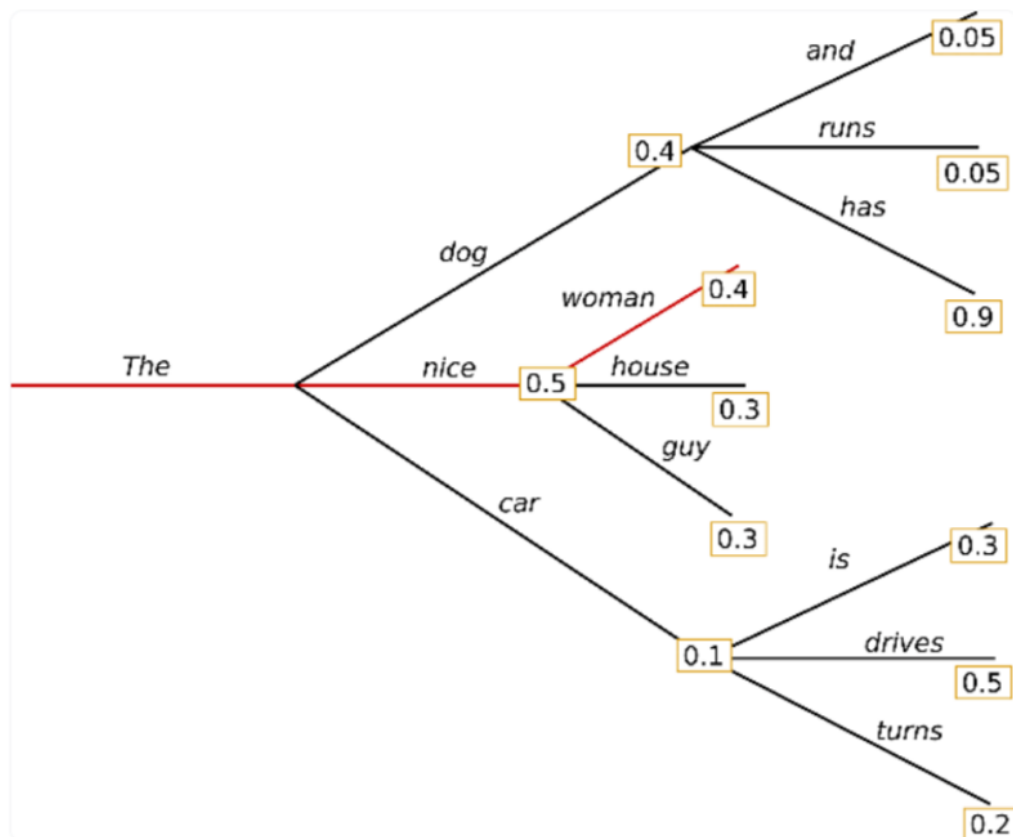 and
0.05
runs
0.4
0.05
has
dog
woman
0.4
0.9
The
nice
0.5
house
0.3
guy
car
0.3
is
0.3
drives
0.1
0.5
turns
0.2